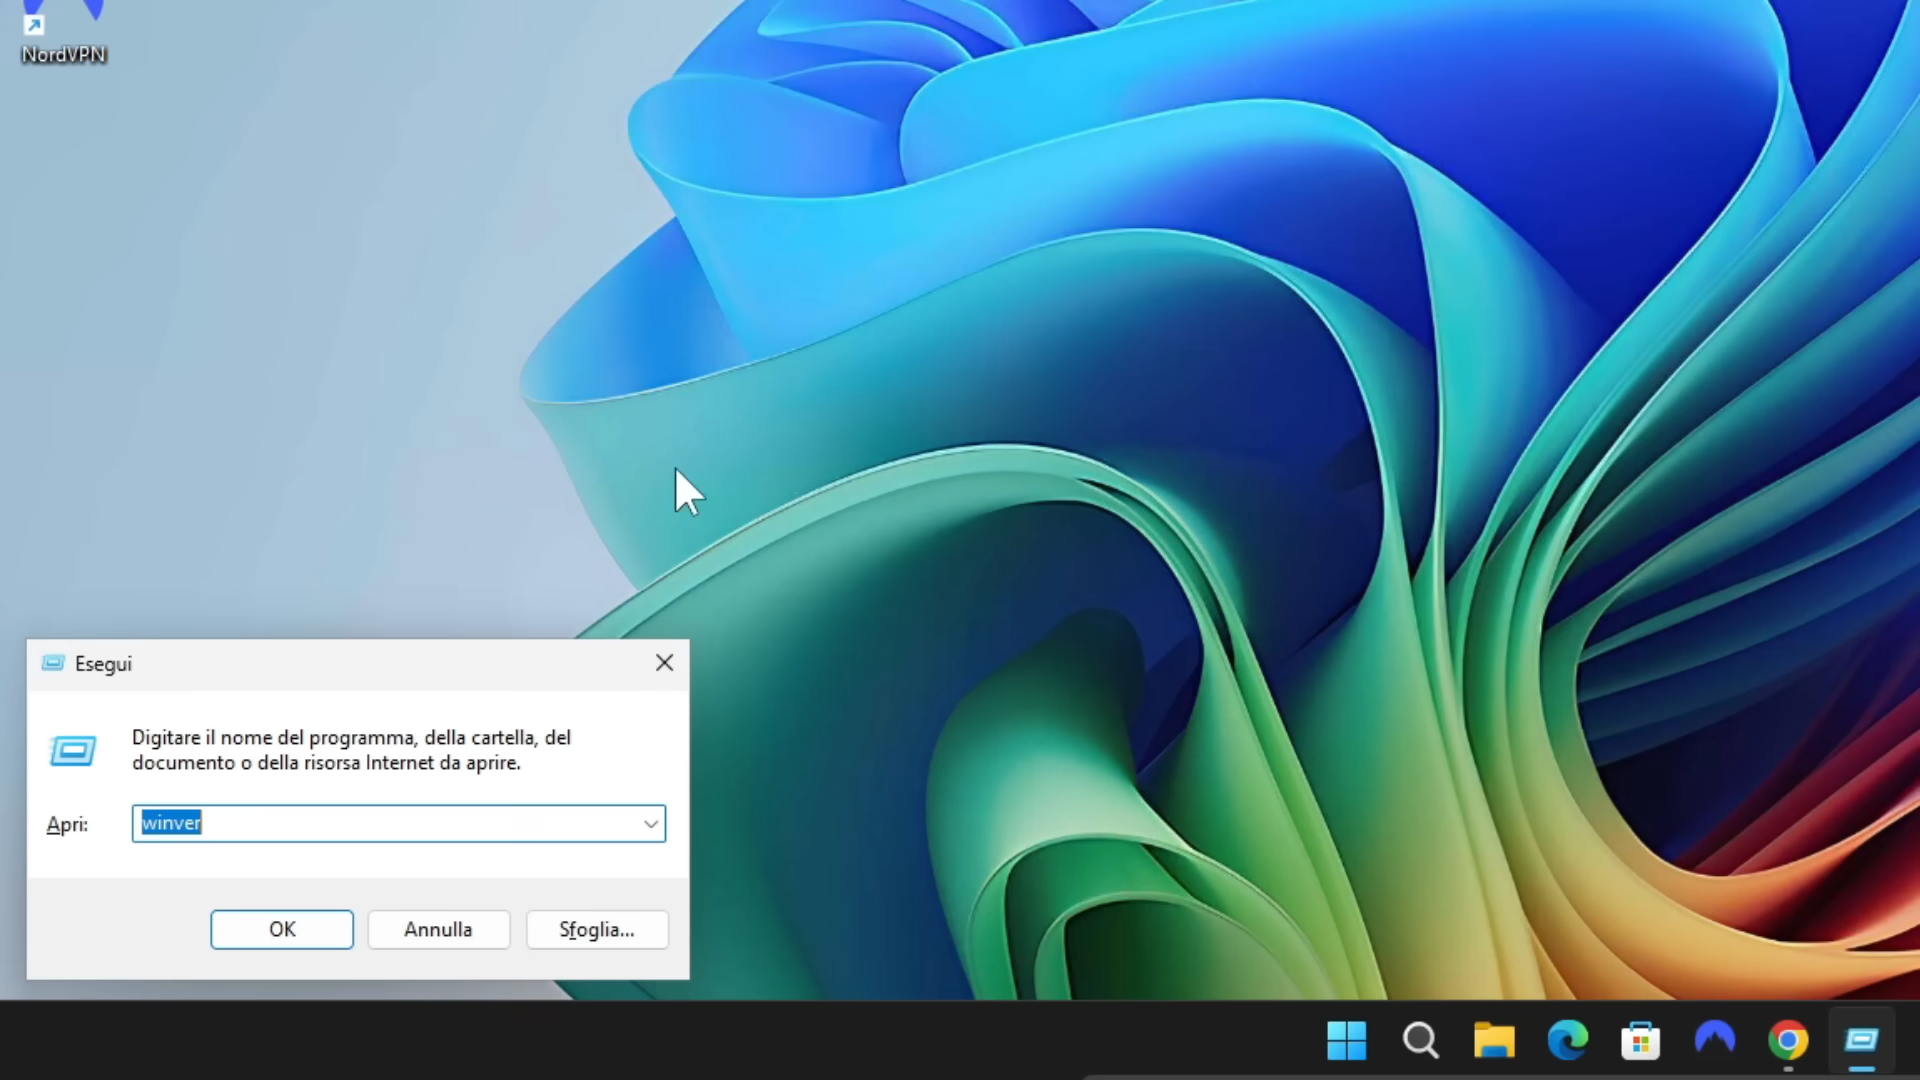 NordVPN
Esegui
Digitare il nome del programma, della cartella, del
documento o della risorsa Internet da aprire.
Apri: winver
OK Annulla Sfoglia...